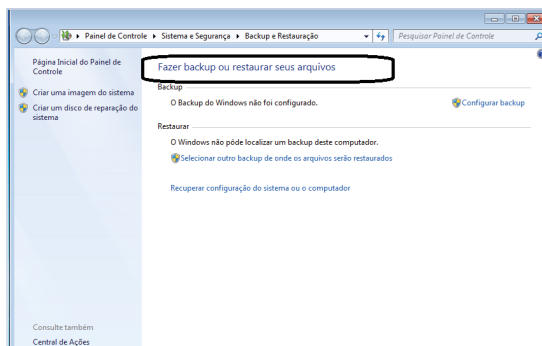 Painel de Controle ▸ Sistema e Segurança ▸ Backup e Restauração
Pesquisar Painel de Controle
Página Inicial do Painel de
Controle
Criar uma imagem do sistema
Criar um disco de reparação do
sistema
Consulte também
Central de Ações
Fazer backup ou restaurar seus arquivos
Backup
O Backup do Windows não foi configurado.
Configurar backup
Restaurar
O Windows não pôde localizar um backup deste computador.
Selecionar outro backup de onde os arquivos serão restaurados
Recuperar configuração do sistema ou o computador